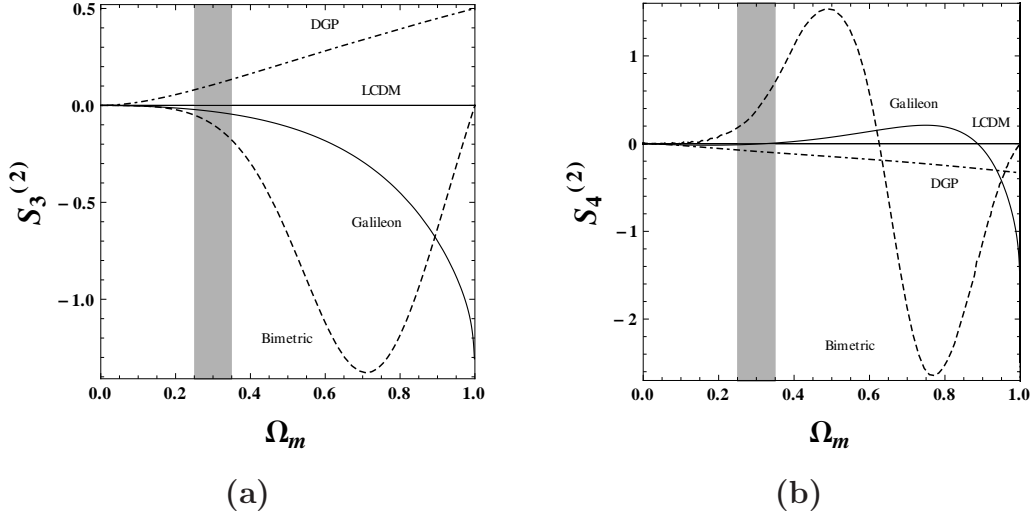 0.5
0.0
−0.5
−1.0
S₃⁽²⁾
DGP
LCDM
Galileon
Bimetric
0.0 0.2 0.4 0.6 0.8 1.0
Ωₘ
(a)
1
0
−1
−2
S₄⁽²⁾
Galileon
LCDM
DGP
Bimetric
0.0 0.2 0.4 0.6 0.8 1.0
Ωₘ
(b)